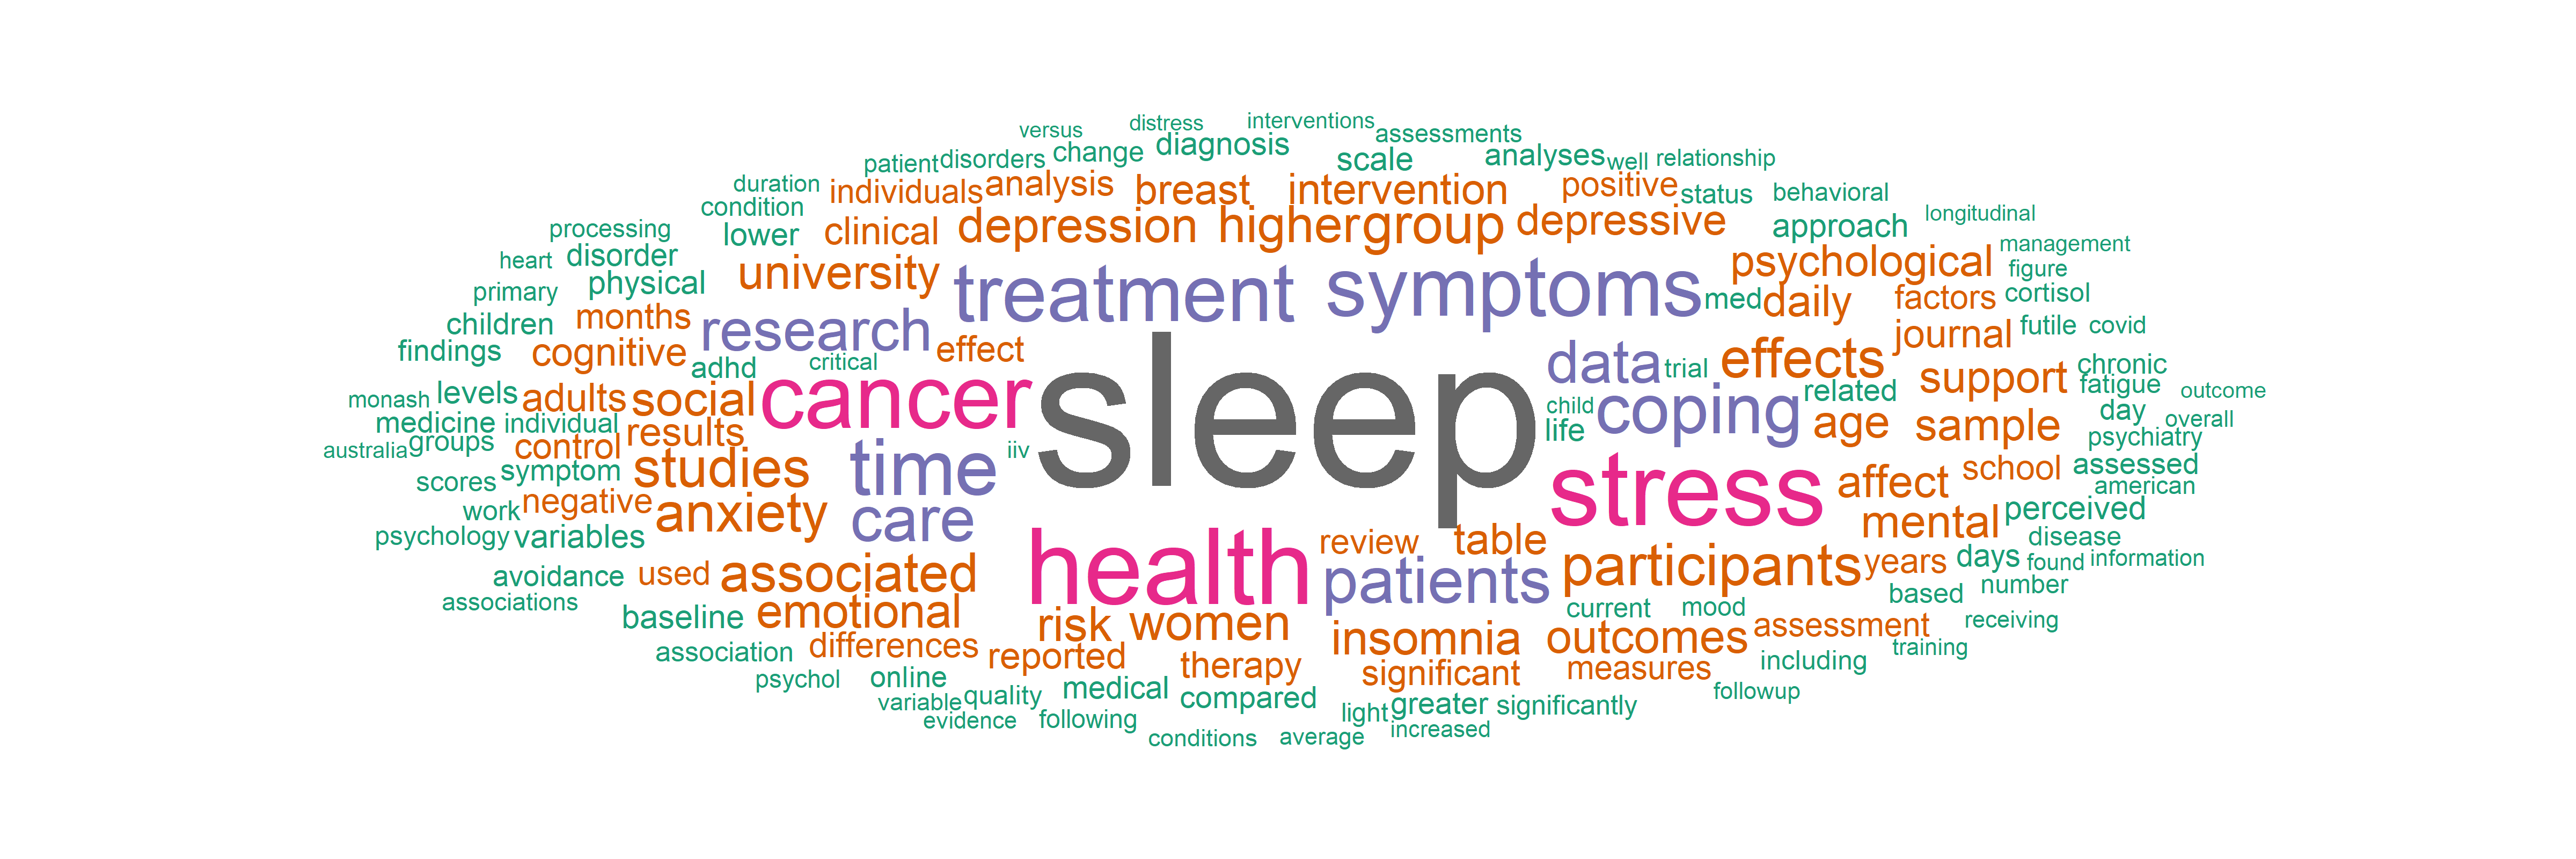 versus distress interventions assessments
patient disorders change diagnosis scale analyses well relationship
duration individuals analysis breast intervention positive status behavioral
condition lower clinical depression higher group depressive approach longitudinal
processing disorder university psychological management
heart physical treatment symptoms med daily factors figure cortisol
primary children months research journal futile covid
findings cognitive adhd critical effect data trial effects chronic
monash levels adults social cancer sleep child coping related support fatigue outcome
medicine individual results life age sample day overall
australia groups control time iiv psychiatry
scores symptom studies stress affect school assessed american
work negative anxiety care mental perceived
psychology variables health review table disease
avoidance used associated patients participants years days found information
associations baseline emotional risk women current mood based number
association differences reported therapy insomnia outcomes assessment receiving
psychol online significant measures including training
variable quality medical compared light greater significantly followup
evidence following conditions average increased